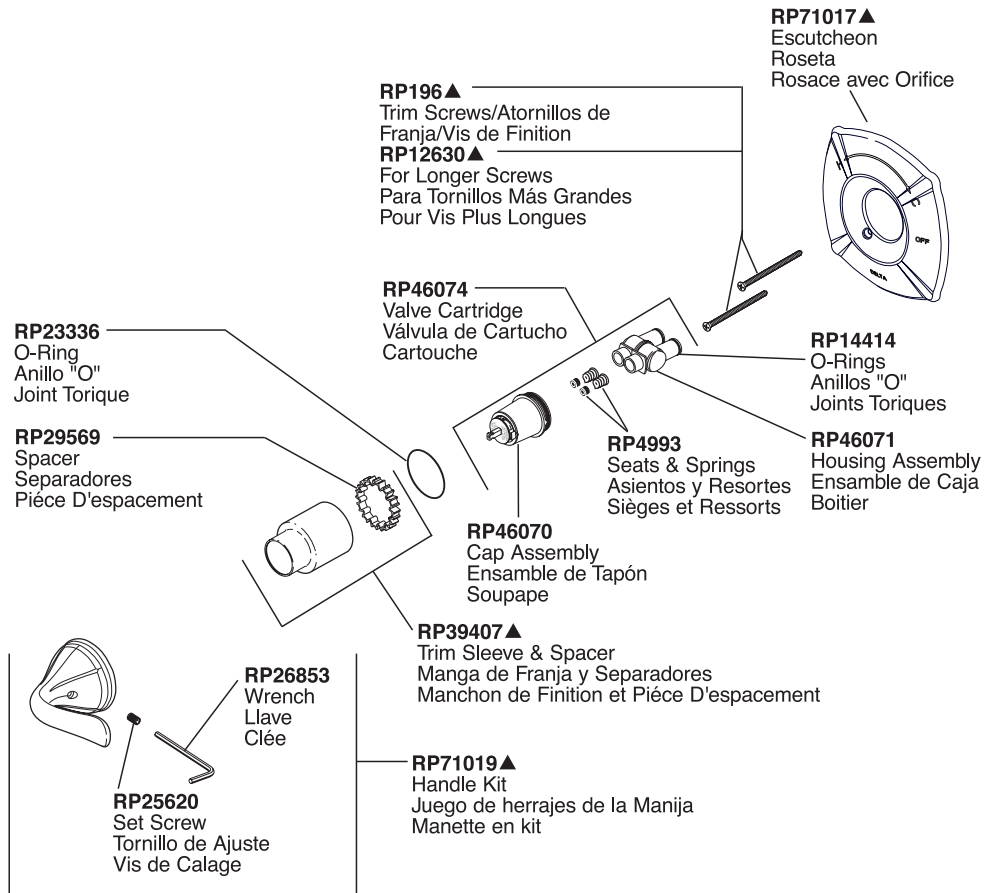 RP71017▲
Escutcheon
Roseta
Rosace avec Orifice
RP196▲
Trim Screws/Atornillos de
Franja/Vis de Finition
RP12630▲
For Longer Screws
Para Tornillos Más Grandes
Pour Vis Plus Longues
H
C
OFF
DELTA
RP46074
Valve Cartridge
Válvula de Cartucho
Cartouche
RP23336
O-Ring
Anillo "O"
Joint Torique
RP14414
O-Rings
Anillos "O"
Joints Toriques
RP29569
Spacer
Separadores
Piéce D'espacement
RP4993
Seats & Springs
Asientos y Resortes
Sièges et Ressorts
RP46071
Housing Assembly
Ensamble de Caja
Boitier
RP46070
Cap Assembly
Ensamble de Tapón
Soupape
RP39407▲
Trim Sleeve & Spacer
Manga de Franja y Separadores
Manchon de Finition et Piéce D'espacement
RP26853
Wrench
Llave
Clée
RP25620
Set Screw
Tornillo de Ajuste
Vis de Calage
RP71019▲
Handle Kit
Juego de herrajes de la Manija
Manette en kit